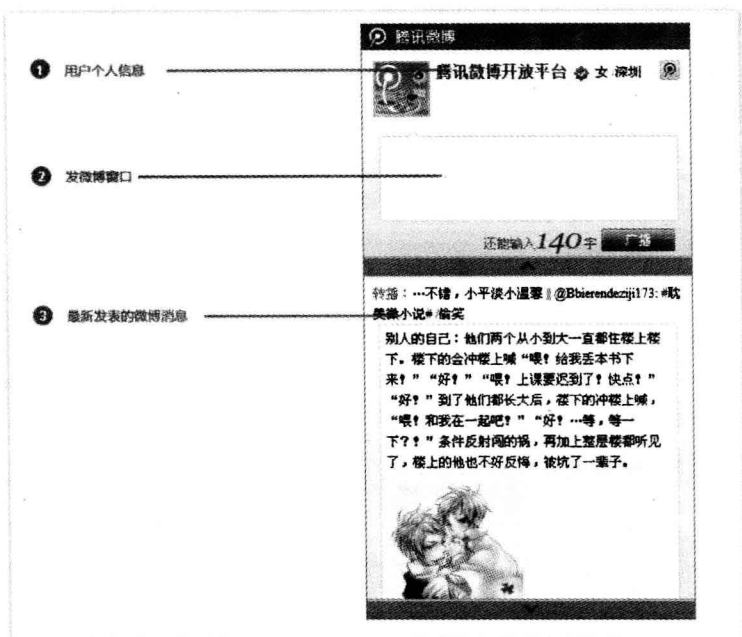 腾讯微博
1 用户个人信息
腾讯微博开放平台 女 深圳
2 发微博窗口
还能输入140字 广播
3 最新发表的微博消息
转播：…不错，小平淡小温馨 || @Bbierendeziji173: #耽
美微小说# /偷笑
别人的自己：他们两个从小到大一直都住楼上楼
下。楼下的会冲楼上喊“喂！给我丢本书下
来！”“好！”“喂！上课要迟到了！快点！”
“好！”到了他们都长大后，楼下的冲楼上喊，
“喂！和我在一起吧！”“好！…等，等一
下？！”条件反射闯的祸，再加上整层楼都听见
了，楼上的他也不好反悔，被坑了一辈子。